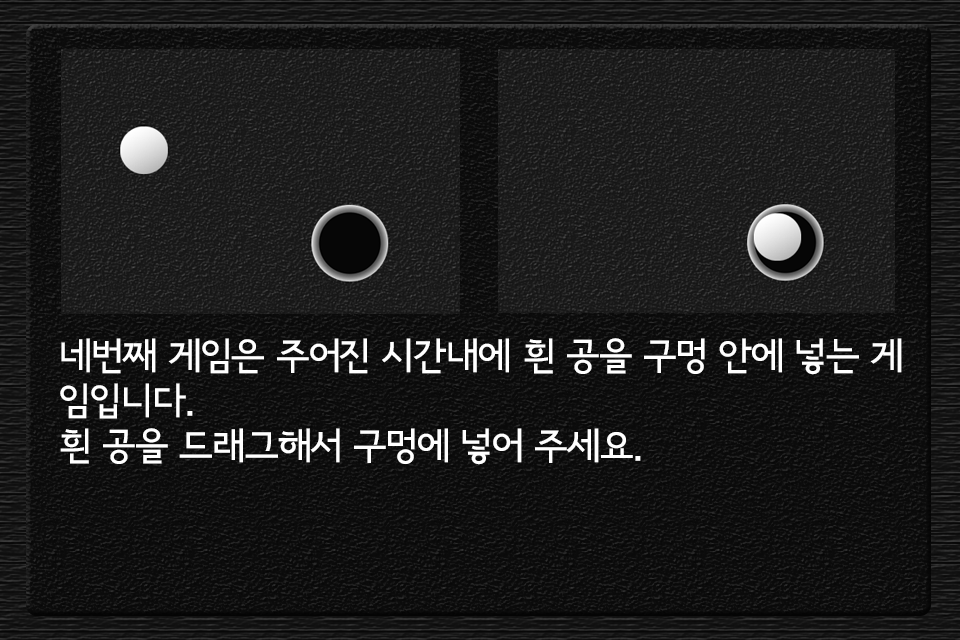 네번째 게임은 주어진 시간내에 흰 공을 구멍 안에 넣는 게
임입니다.
흰 공을 드래그해서 구멍에 넣어 주세요.